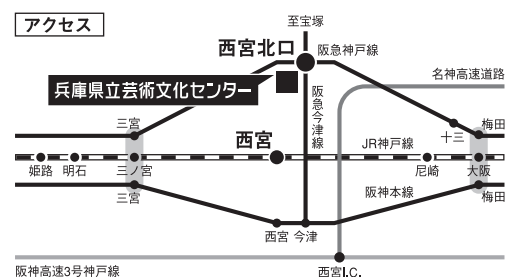 アクセス
至宝塚
西宮北口
阪急神戸線
名神高速道路
兵庫県立芸術文化センター
阪急今津線
三宮
西宮
JR神戸線
十三
梅田
姫路
明石
三ノ宮
尼崎
大阪
三宮
阪神本線
梅田
西宮
今津
阪神高速3号神戸線
西宮I.C.